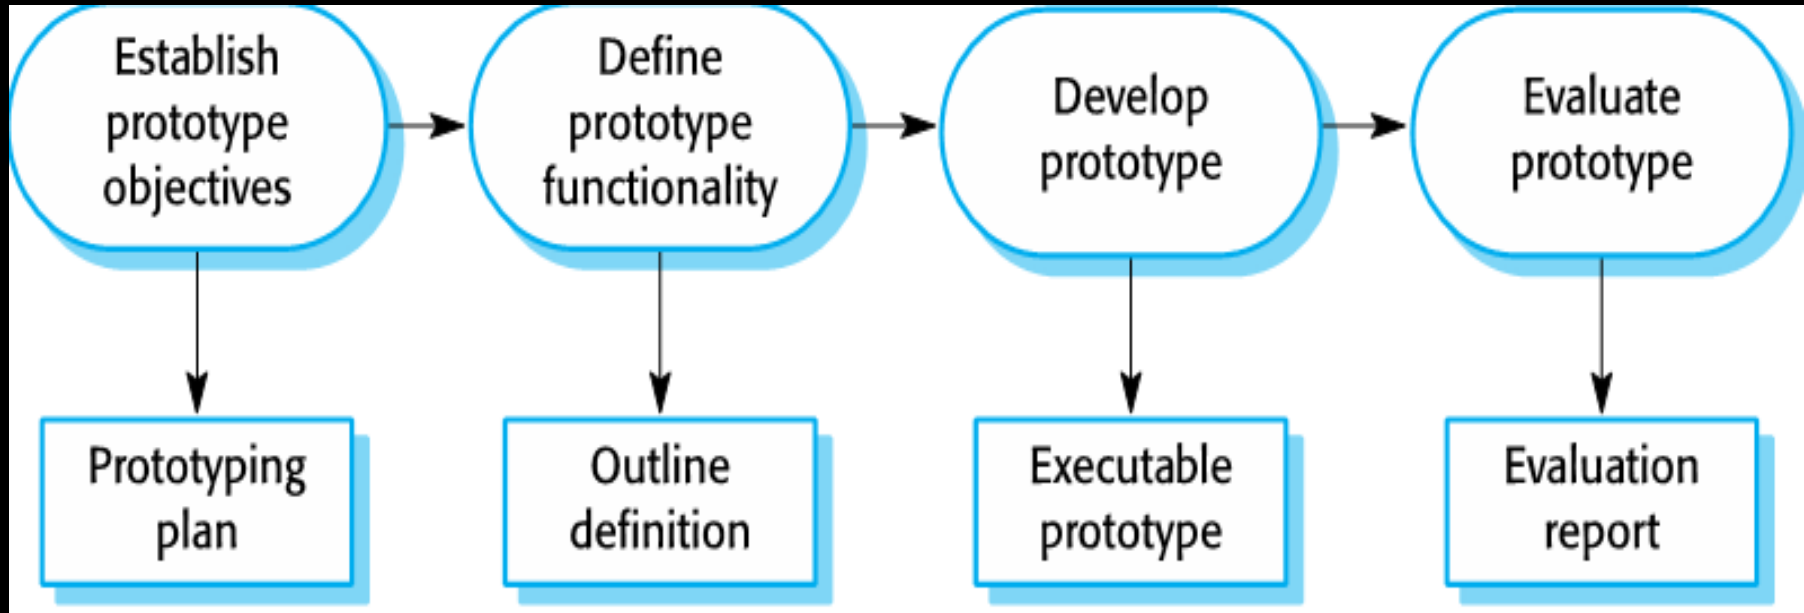 Establish
prototype
objectives
Define
prototype
functionality
Develop
prototype
Evaluate
prototype
Prototyping
plan
Outline
definition
Executable
prototype
Evaluation
report